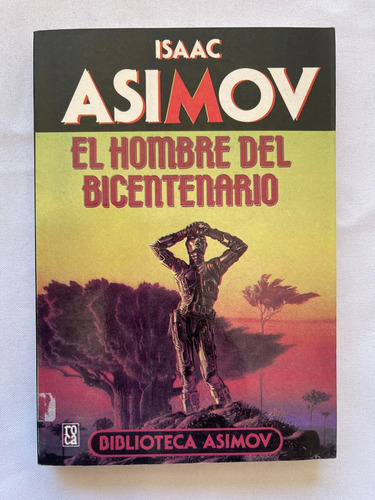 ISAAC
ASIMOV
EL HOMBRE DEL
BICENTENARIO
BIBLIOTECA ASIMOV
roca